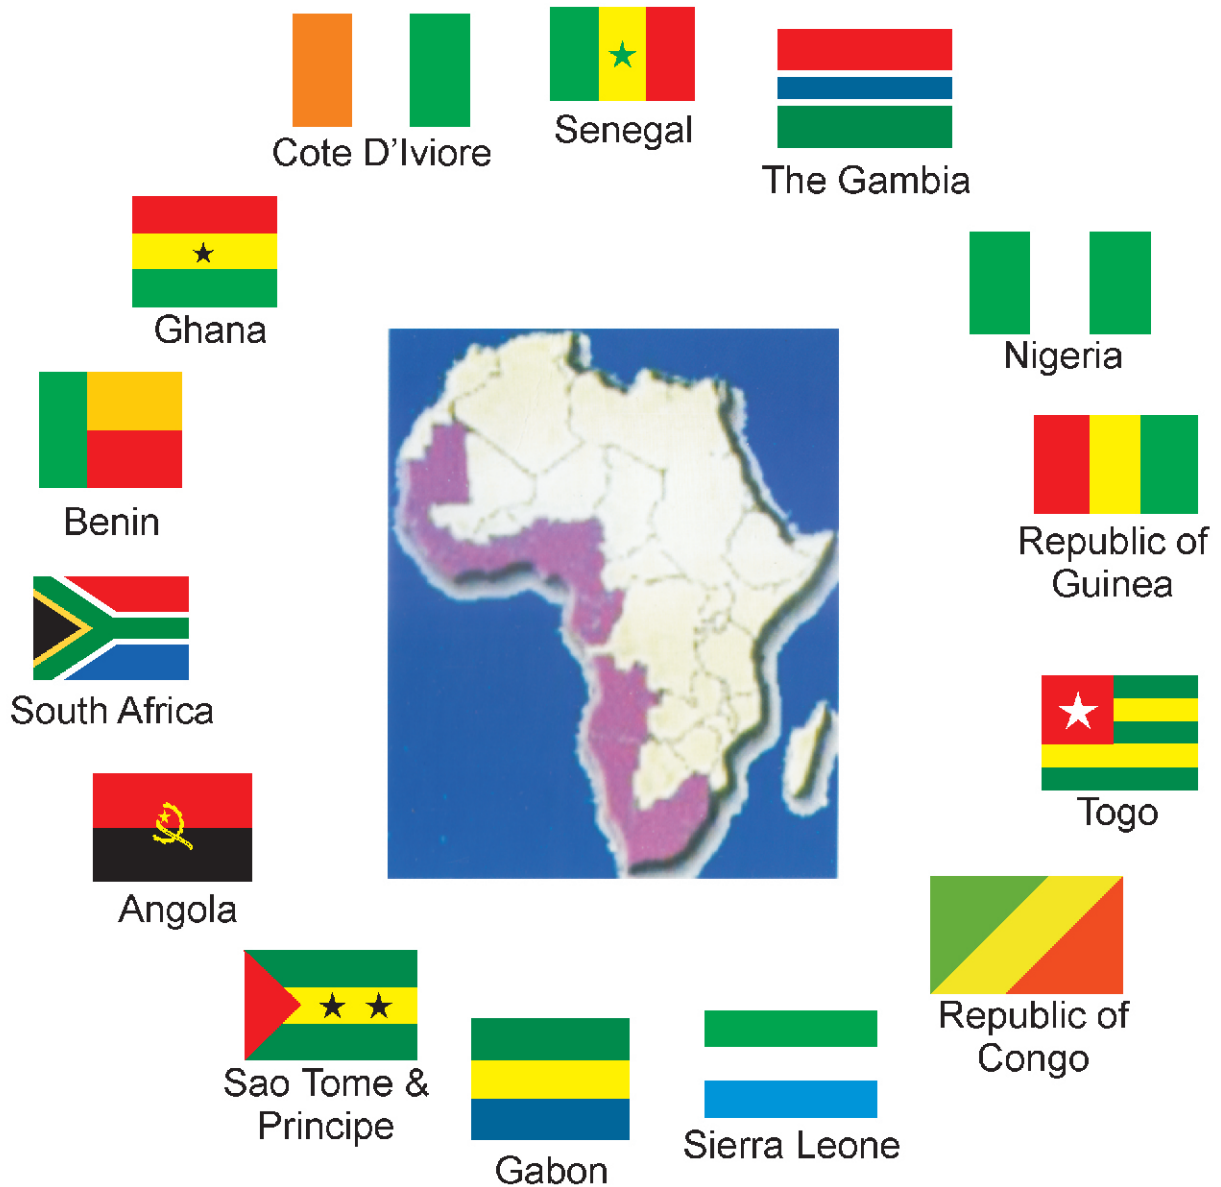 Cote D'Iviore
Senegal
The Gambia
Ghana
Nigeria
Benin
Republic of
Guinea
South Africa
Togo
Angola
Republic of
Congo
Sao Tome &
Principe
Sierra Leone
Gabon